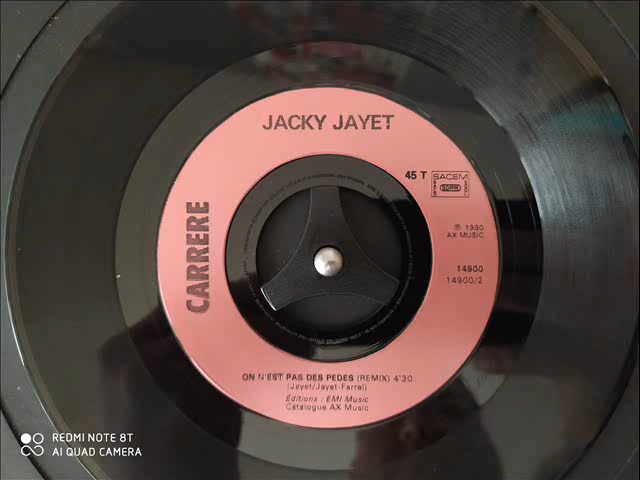 JACKY JAYET
45 T
SACEM
CARRERE
℗ 1990
AX MUSIC
14900
14900/2
ON N'EST PAS DES PEDES (REMIX) 4'30
(Jayet/Jayet-Farrel)
Éditions : EMI Music
Catalogue AX Music
REDMI NOTE 8T
AI QUAD CAMERA